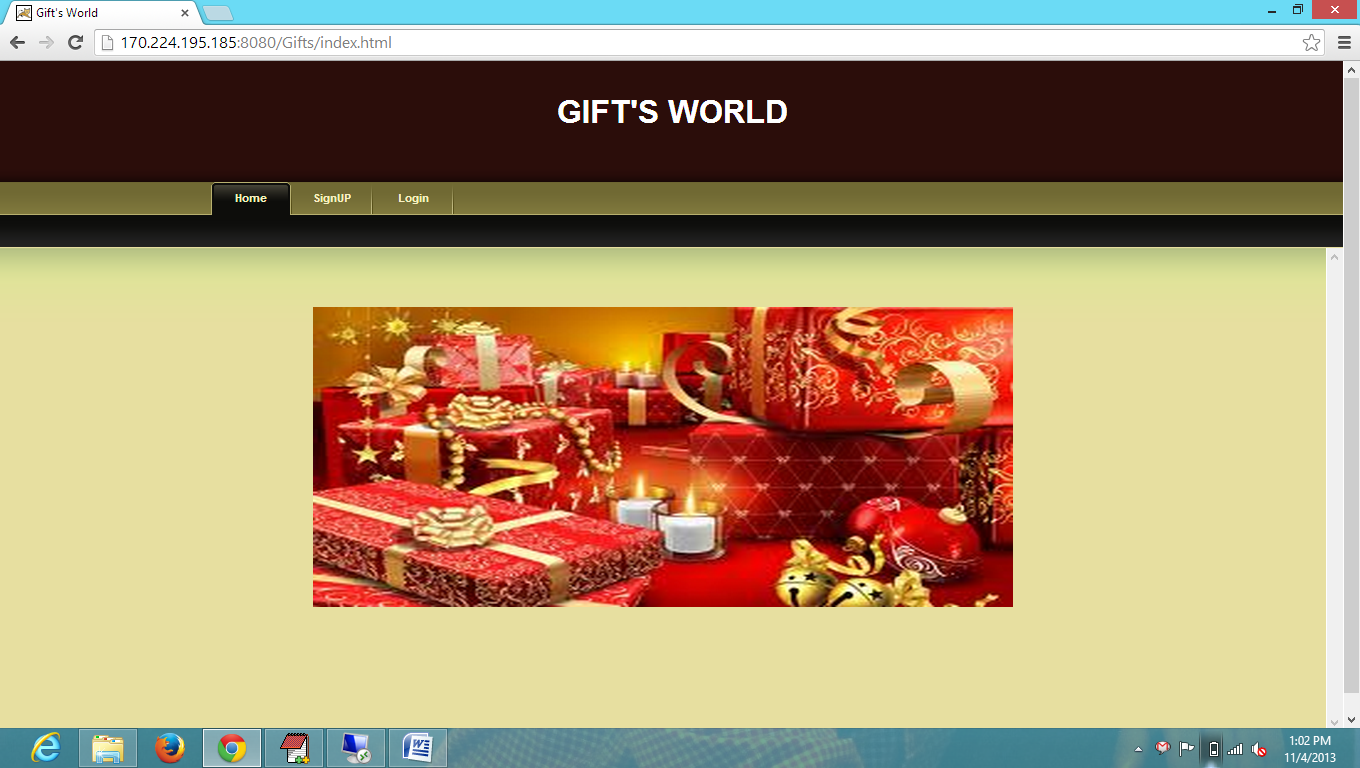 Gift's World
170.224.195.185:8080/Gifts/index.html
GIFT'S WORLD
Home SignUP Login
1:02 PM
11/4/2013